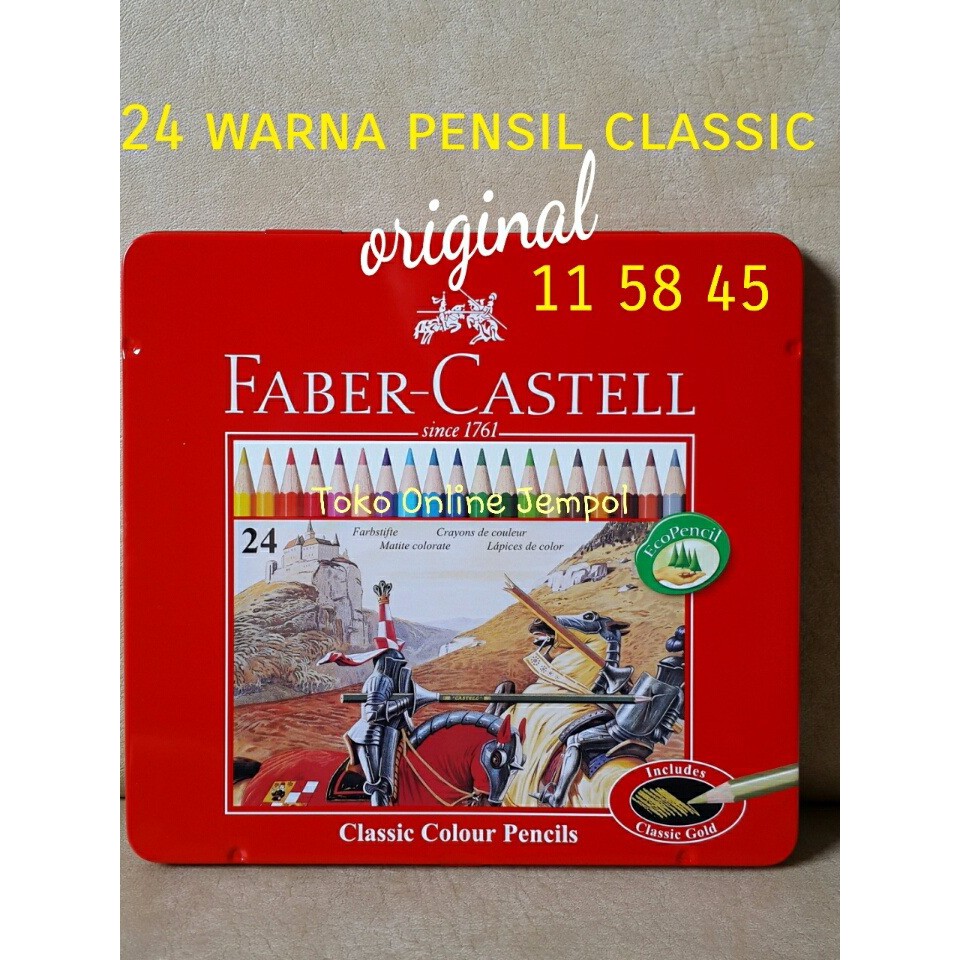 24 WARNA PENSIL CLASSIC
original
11 58 45
FABER-CASTELL
since 1761
Toko Online Jempol
24
Farbstifte Crayons de couleur
Matite colorate Lápices de color
EcoPencil
Includes
Classic Gold
Classic Colour Pencils